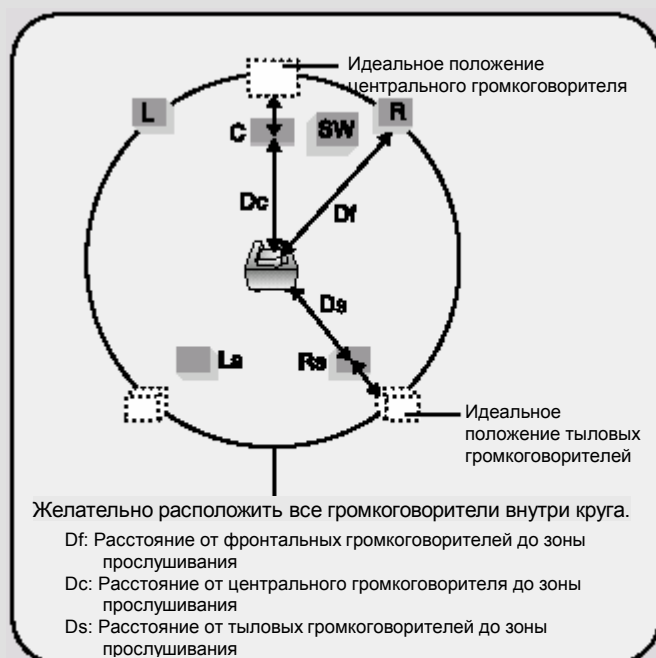 Идеальное положение
центрального громкоговорителя
L
R
C
SW
Dc
Df
Ds
Ls
Rs
Идеальное
положение тыловых
громкоговорителей
Желательно расположить все громкоговорители внутри круга.
Df: Расстояние от фронтальных громкоговорителей до зоны
прослушивания
Dc: Расстояние от центрального громкоговорителя до зоны
прослушивания
Ds: Расстояние от тыловых громкоговорителей до зоны
прослушивания